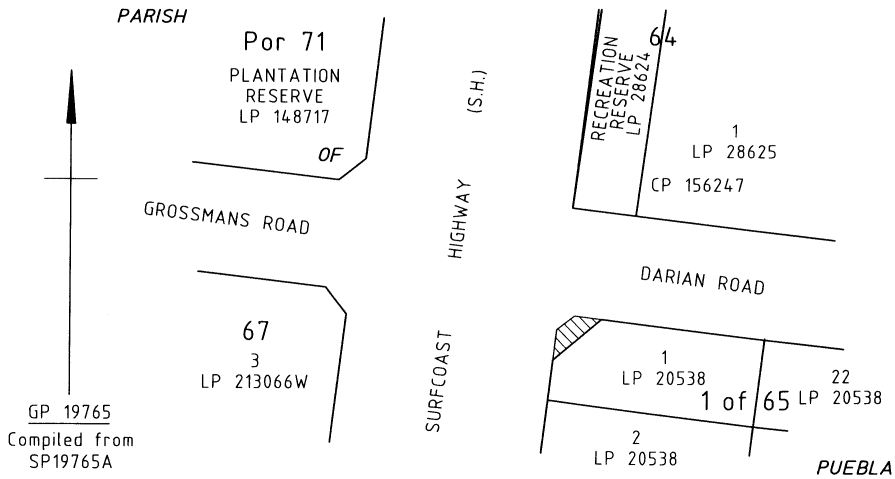 PARISH
Por 71
PLANTATION
RESERVE
LP 148717
OF
GROSSMANS ROAD
SURFCOAST HIGHWAY (S.H.)
RECREATION
RESERVE
LP 28624
64
1
LP 28625
CP 156247
DARIAN ROAD
67
3
LP 213066W
1
LP 20538
1 of 65
22
LP 20538
2
LP 20538
GP 19765
Compiled from
SP19765A
PUEBLA